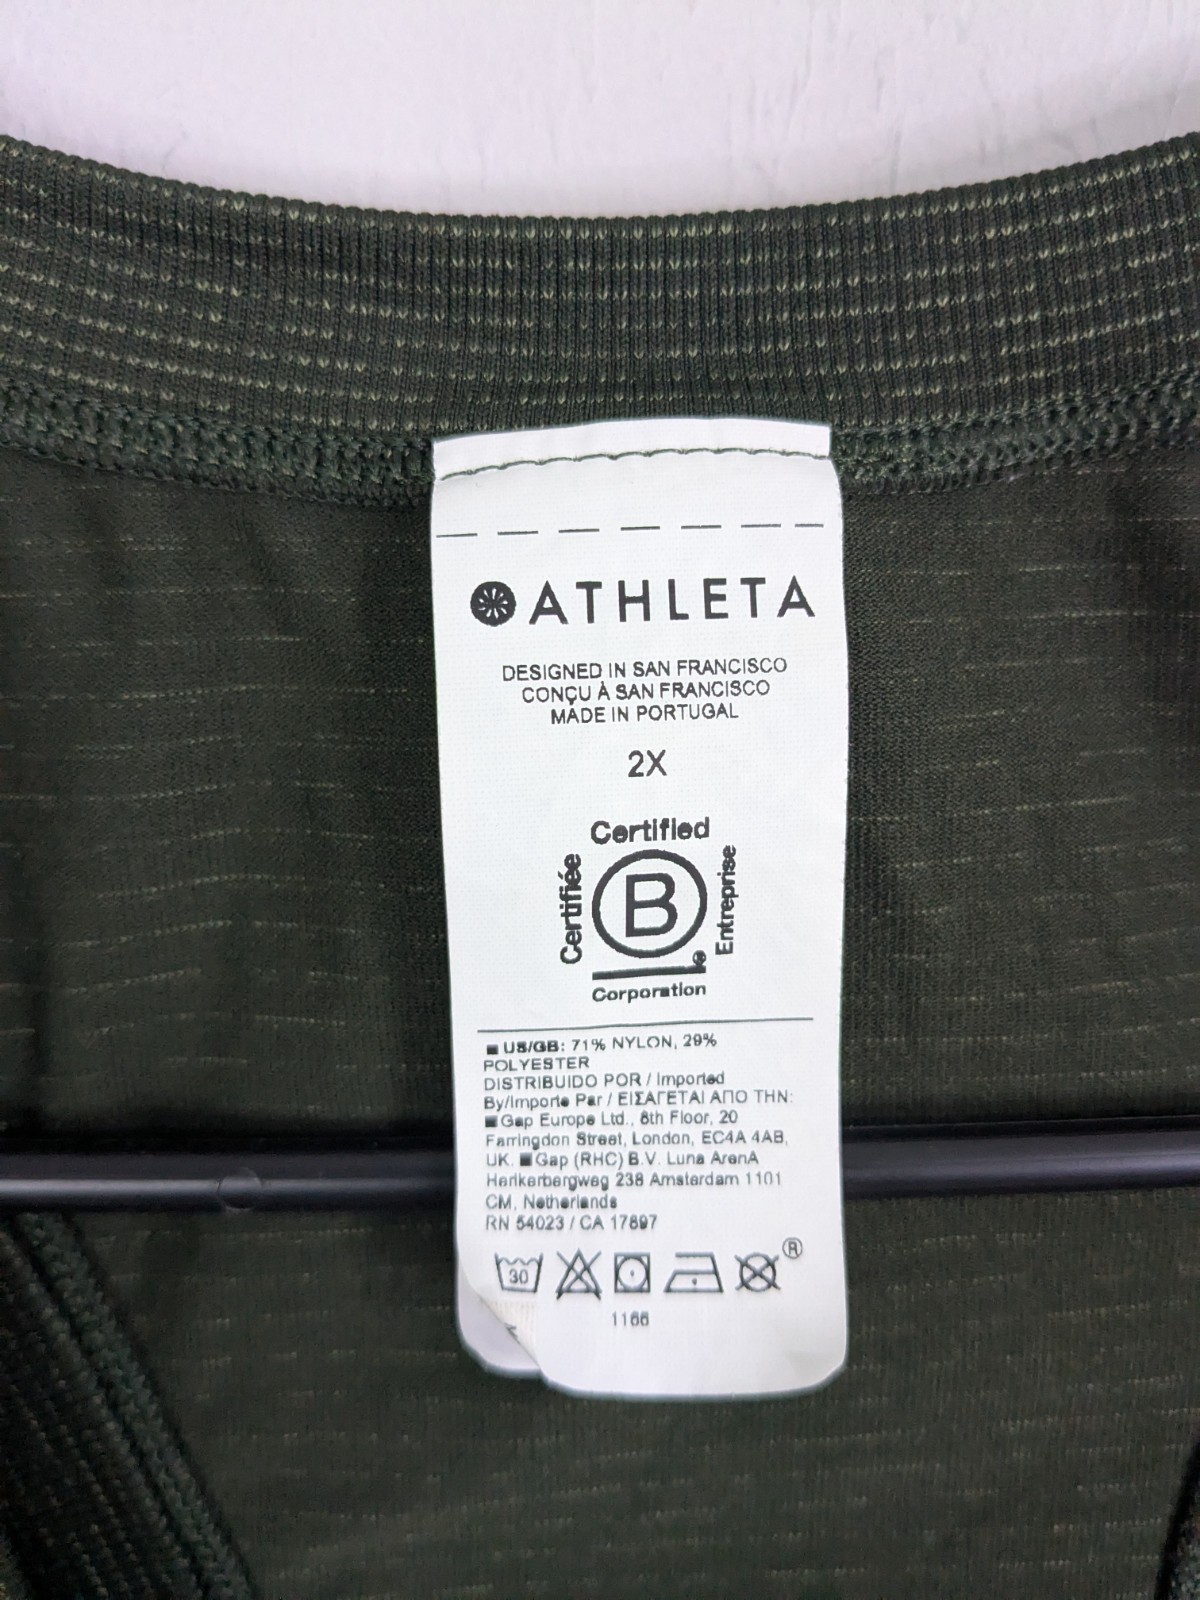 ATHLETA
DESIGNED IN SAN FRANCISCO
CONÇU À SAN FRANCISCO
MADE IN PORTUGAL
2X
Certified
Certifiée
B
®
Entreprise
Corporation
US/GB: 71% NYLON, 29%
POLYESTER
DISTRIBUIDO POR / Imported
By/Importe Par / ΕΙΣΑΓΕΤΑΙ ΑΠΟ ΤΗΝ:
Gap Europe Ltd., 8th Floor, 20
Farringdon Street, London, EC4A 4AB,
UK. Gap (RHC) B.V. Luna ArenA
Herikerbergweg 238 Amsterdam 1101
CM, Netherlands
RN 54023 / CA 17897
30
®
1166